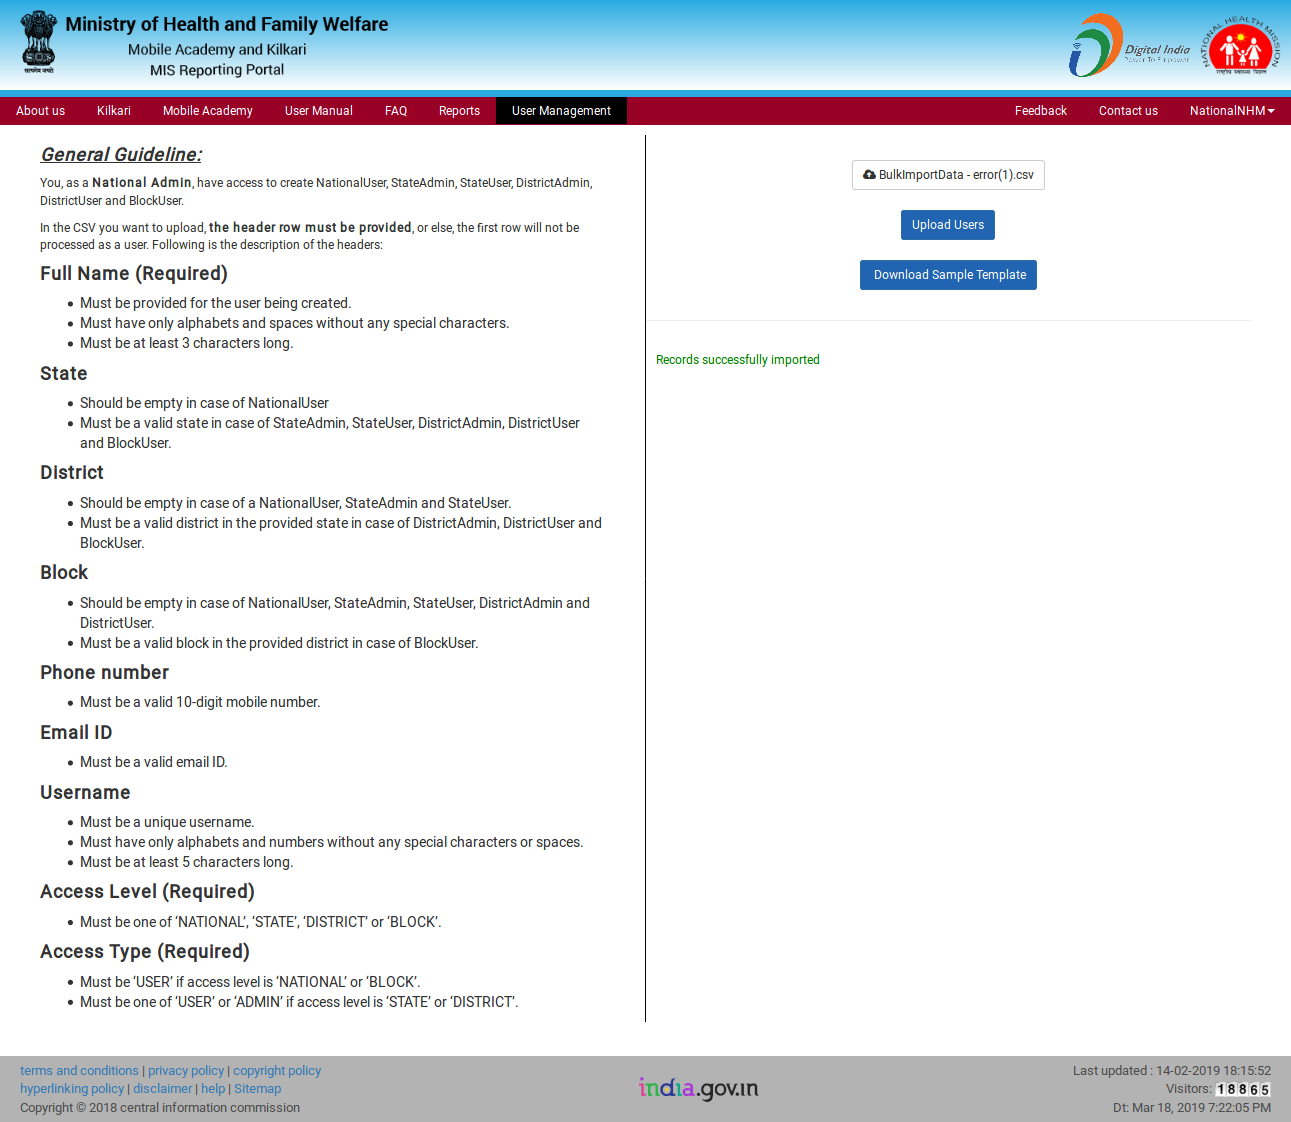 Ministry of Health and Family Welfare
Mobile Academy and Kilkari
MIS Reporting Portal
सत्यमेव जयते
Digital India
Power To Empower
NATIONAL HEALTH MISSION
राष्ट्रीय स्वास्थ्य मिशन
About us
Kilkari
Mobile Academy
User Manual
FAQ
Reports
User Management
Feedback
Contact us
NationalNHM
General Guideline:
You, as a National Admin, have access to create NationalUser, StateAdmin, StateUser, DistrictAdmin,
DistrictUser and BlockUser.
In the CSV you want to upload, the header row must be provided, or else, the first row will not be
processed as a user. Following is the description of the headers:
Full Name (Required)
• Must be provided for the user being created.
• Must have only alphabets and spaces without any special characters.
• Must be at least 3 characters long.
State
• Should be empty in case of NationalUser
• Must be a valid state in case of StateAdmin, StateUser, DistrictAdmin, DistrictUser
and BlockUser.
District
• Should be empty in case of a NationalUser, StateAdmin and StateUser.
• Must be a valid district in the provided state in case of DistrictAdmin, DistrictUser and
BlockUser.
Block
• Should be empty in case of NationalUser, StateAdmin, StateUser, DistrictAdmin and
DistrictUser.
• Must be a valid block in the provided district in case of BlockUser.
Phone number
• Must be a valid 10-digit mobile number.
Email ID
• Must be a valid email ID.
Username
• Must be a unique username.
• Must have only alphabets and numbers without any special characters or spaces.
• Must be at least 5 characters long.
Access Level (Required)
• Must be one of ‘NATIONAL’, ‘STATE’, ‘DISTRICT’ or ‘BLOCK’.
Access Type (Required)
• Must be ‘USER’ if access level is ‘NATIONAL’ or ‘BLOCK’.
• Must be one of ‘USER’ or ‘ADMIN’ if access level is ‘STATE’ or ‘DISTRICT’.
BulkImportData - error(1).csv
Upload Users
Download Sample Template
Records successfully imported
terms and conditions | privacy policy | copyright policy
hyperlinking policy | disclaimer | help | Sitemap
Copyright © 2018 central information commission
india.gov.in
Last updated : 14-02-2019 18:15:52
Visitors: 18865
Dt: Mar 18, 2019 7:22:05 PM